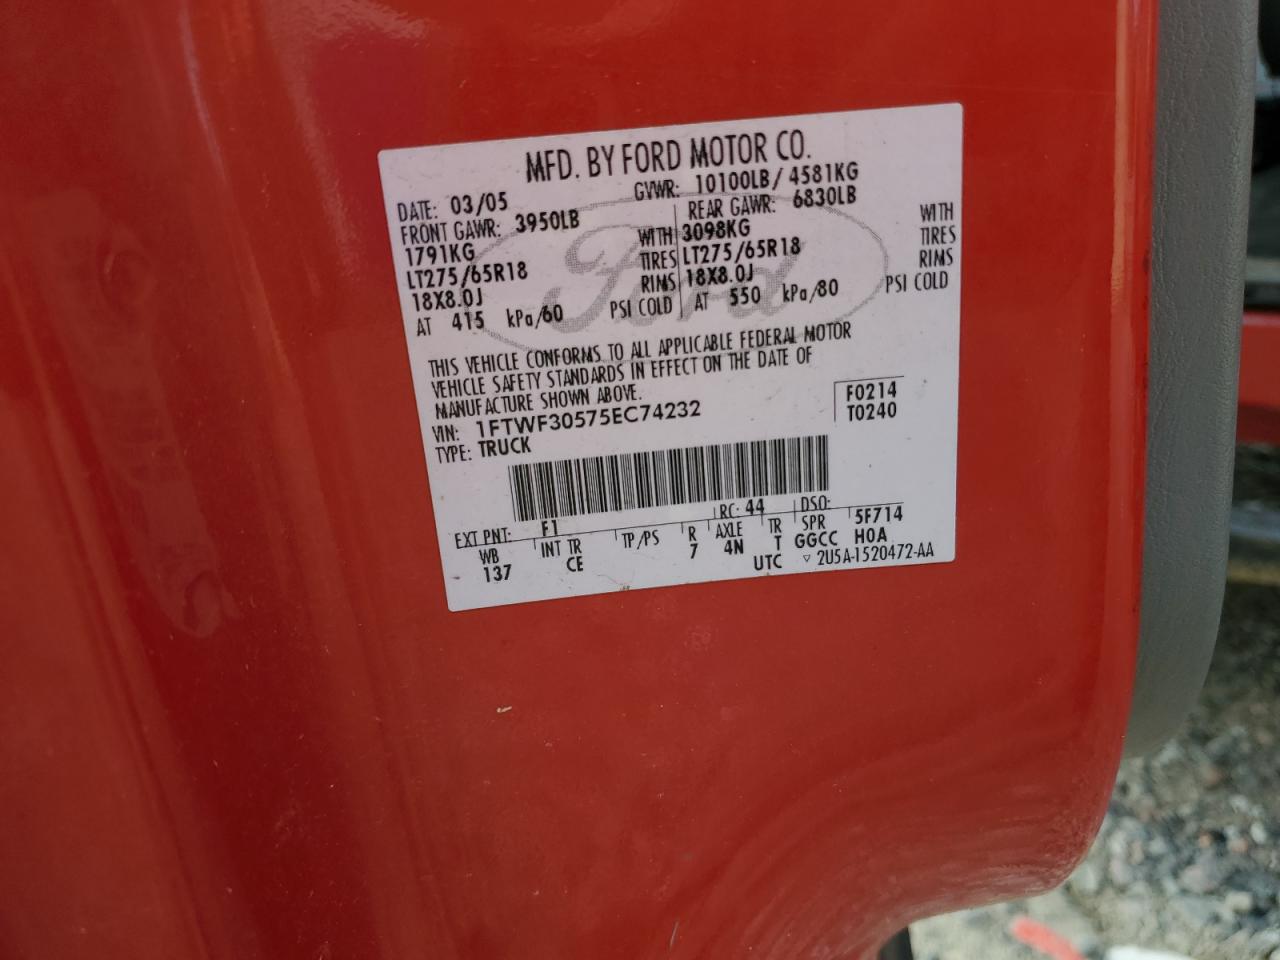 MFD. BY FORD MOTOR CO.
DATE: 03/05 GVWR: 10100LB/ 4581KG
FRONT GAWR: 3950LB REAR GAWR: 6830LB
1791KG WITH 3098KG WITH
LT275/65R18 TIRES LT275/65R18 TIRES
18X8.0J RIMS 18X8.0J RIMS
AT 415 kPa/60 PSI COLD AT 550 kPa/80 PSI COLD
Ford
THIS VEHICLE CONFORMS TO ALL APPLICABLE FEDERAL MOTOR
VEHICLE SAFETY STANDARDS IN EFFECT ON THE DATE OF
MANUFACTURE SHOWN ABOVE.
VIN: 1FTWF30575EC74232 F0214
TYPE: TRUCK T0240
EXT PNT: F1 RC: 44 DSO:
WB INT TR TP/PS R AXLE TR SPR 5F714
137 CE 7 4N T GGCC H0A
UTC ▽ 2U5A-1520472-AA